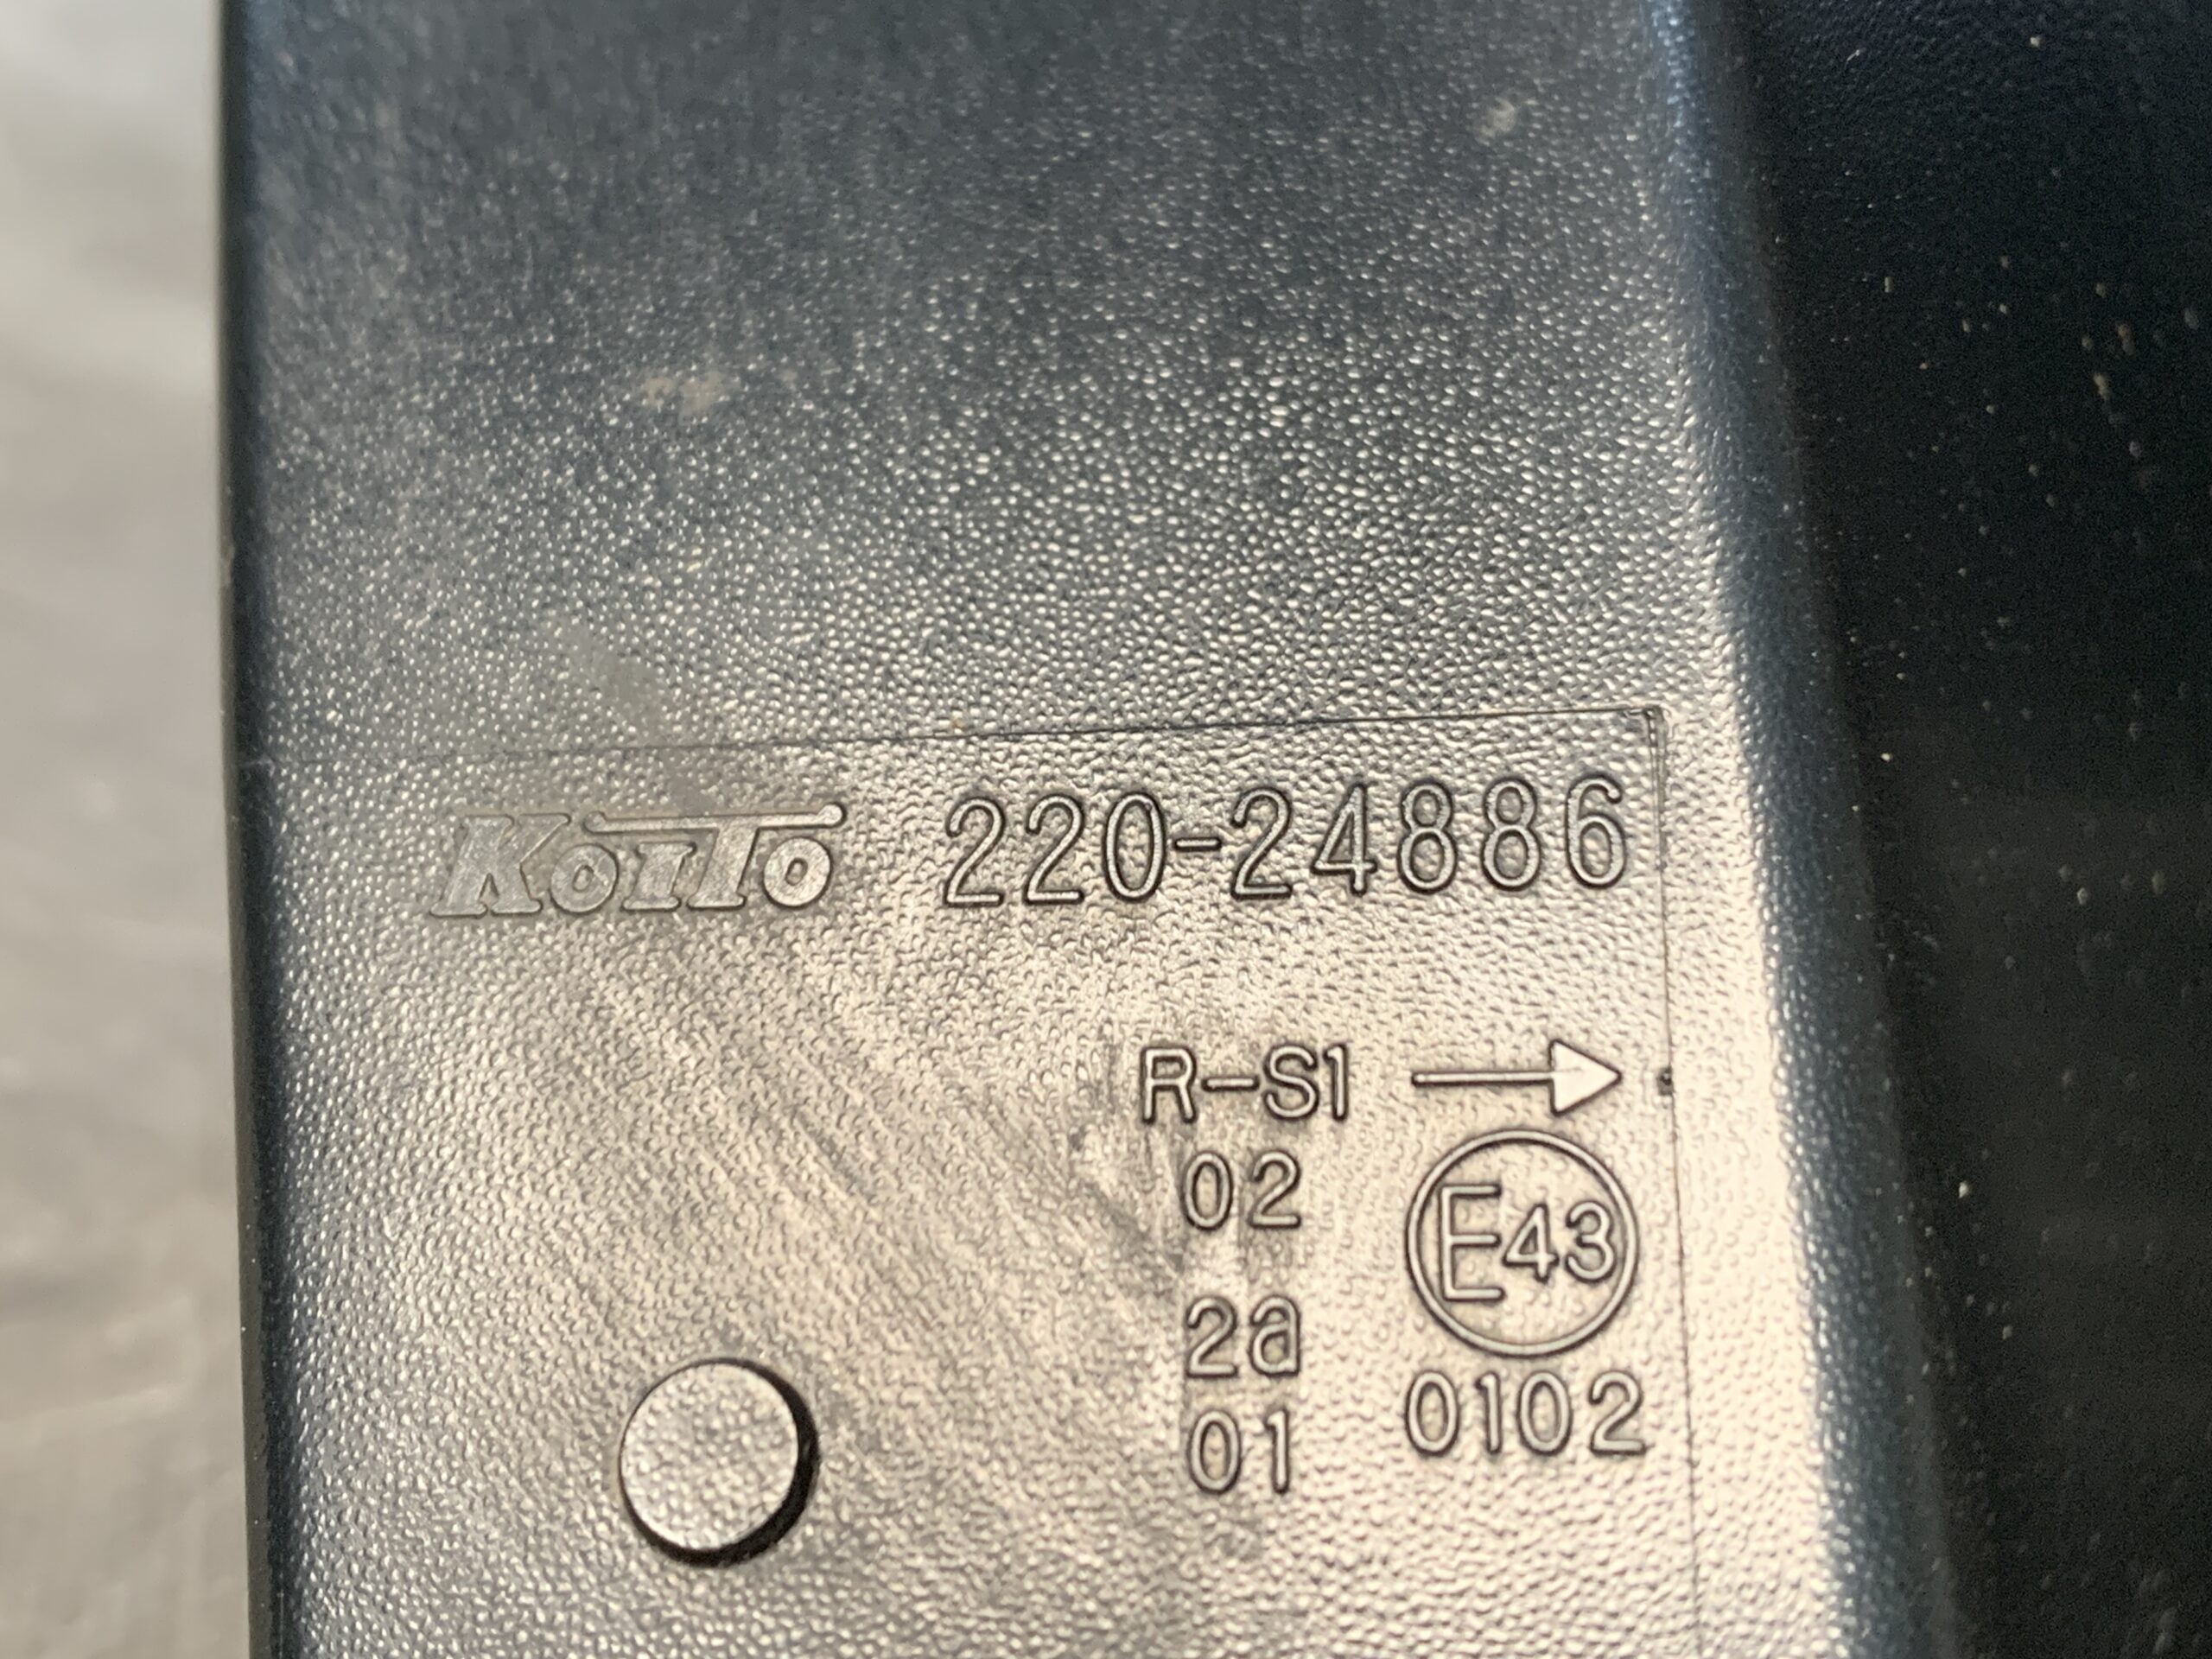 KOITO 220-24886
R-S1 →
02
E43
2a
01 0102